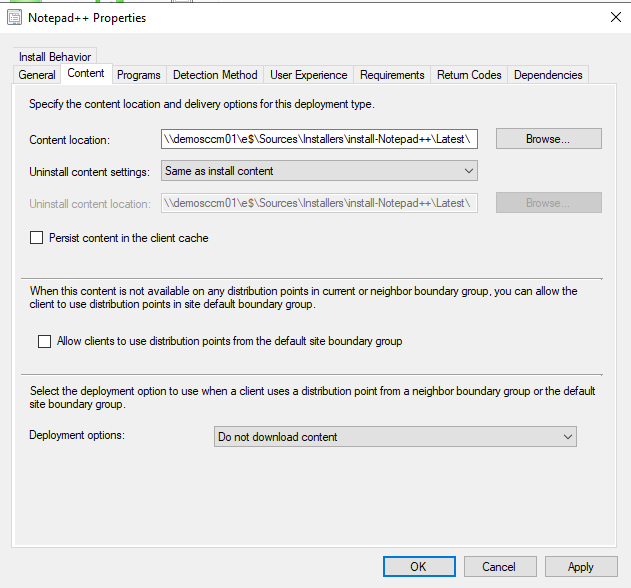 Notepad++ Properties
Install Behavior
General Content Programs Detection Method User Experience Requirements Return Codes Dependencies
Specify the content location and delivery options for this deployment type.
Content location: \\demosccm01\e$\Sources\Installers\install-Notepad++\Latest\ Browse...
Uninstall content settings: Same as install content
Uninstall content location: \\demosccm01\e$\Sources\Installers\install-Notepad++\Latest\ Browse...
Persist content in the client cache
When this content is not available on any distribution points in current or neighbor boundary group, you can allow the
client to use distribution points in site default boundary group.
Allow clients to use distribution points from the default site boundary group
Select the deployment option to use when a client uses a distribution point from a neighbor boundary group or the default
site boundary group.
Deployment options: Do not download content
OK Cancel Apply